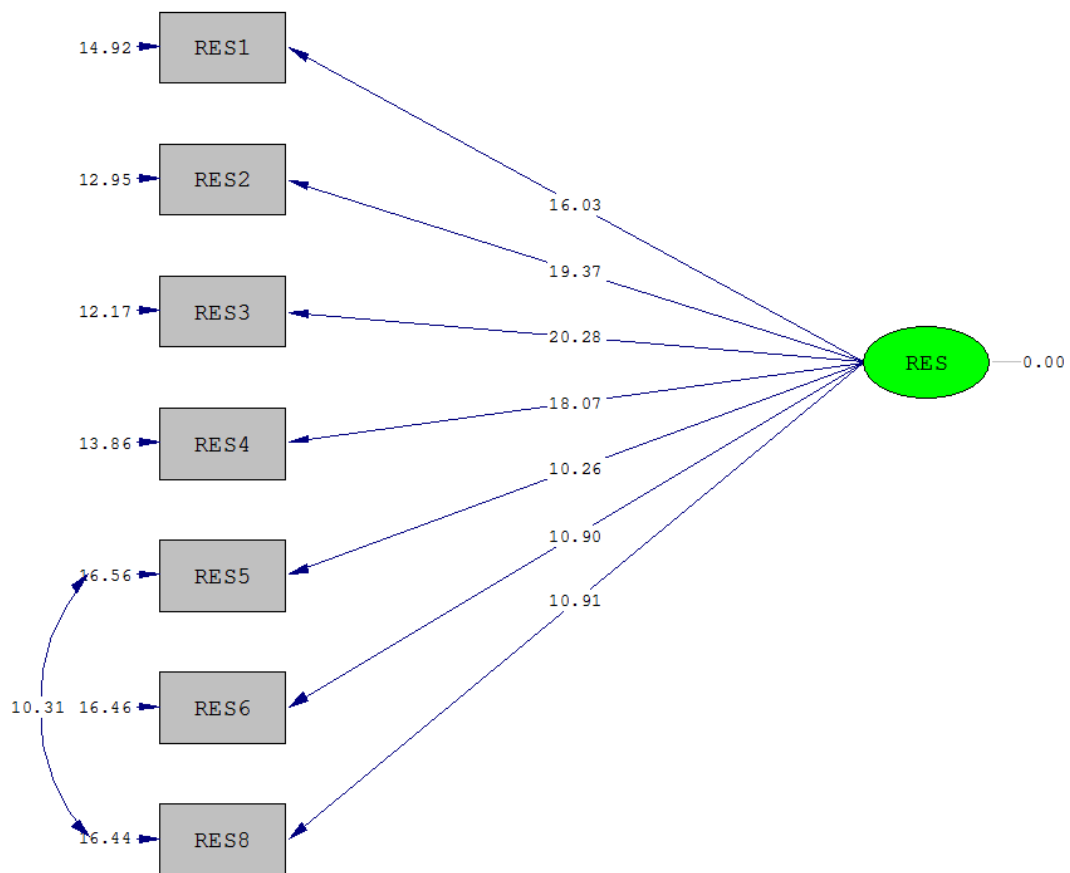 14.92 RES1
16.03
12.95 RES2
19.37
12.17 RES3
20.28
RES 0.00
18.07
13.86 RES4
10.26
10.90
16.56 RES5
10.91
10.31 16.46 RES6
16.44 RES8